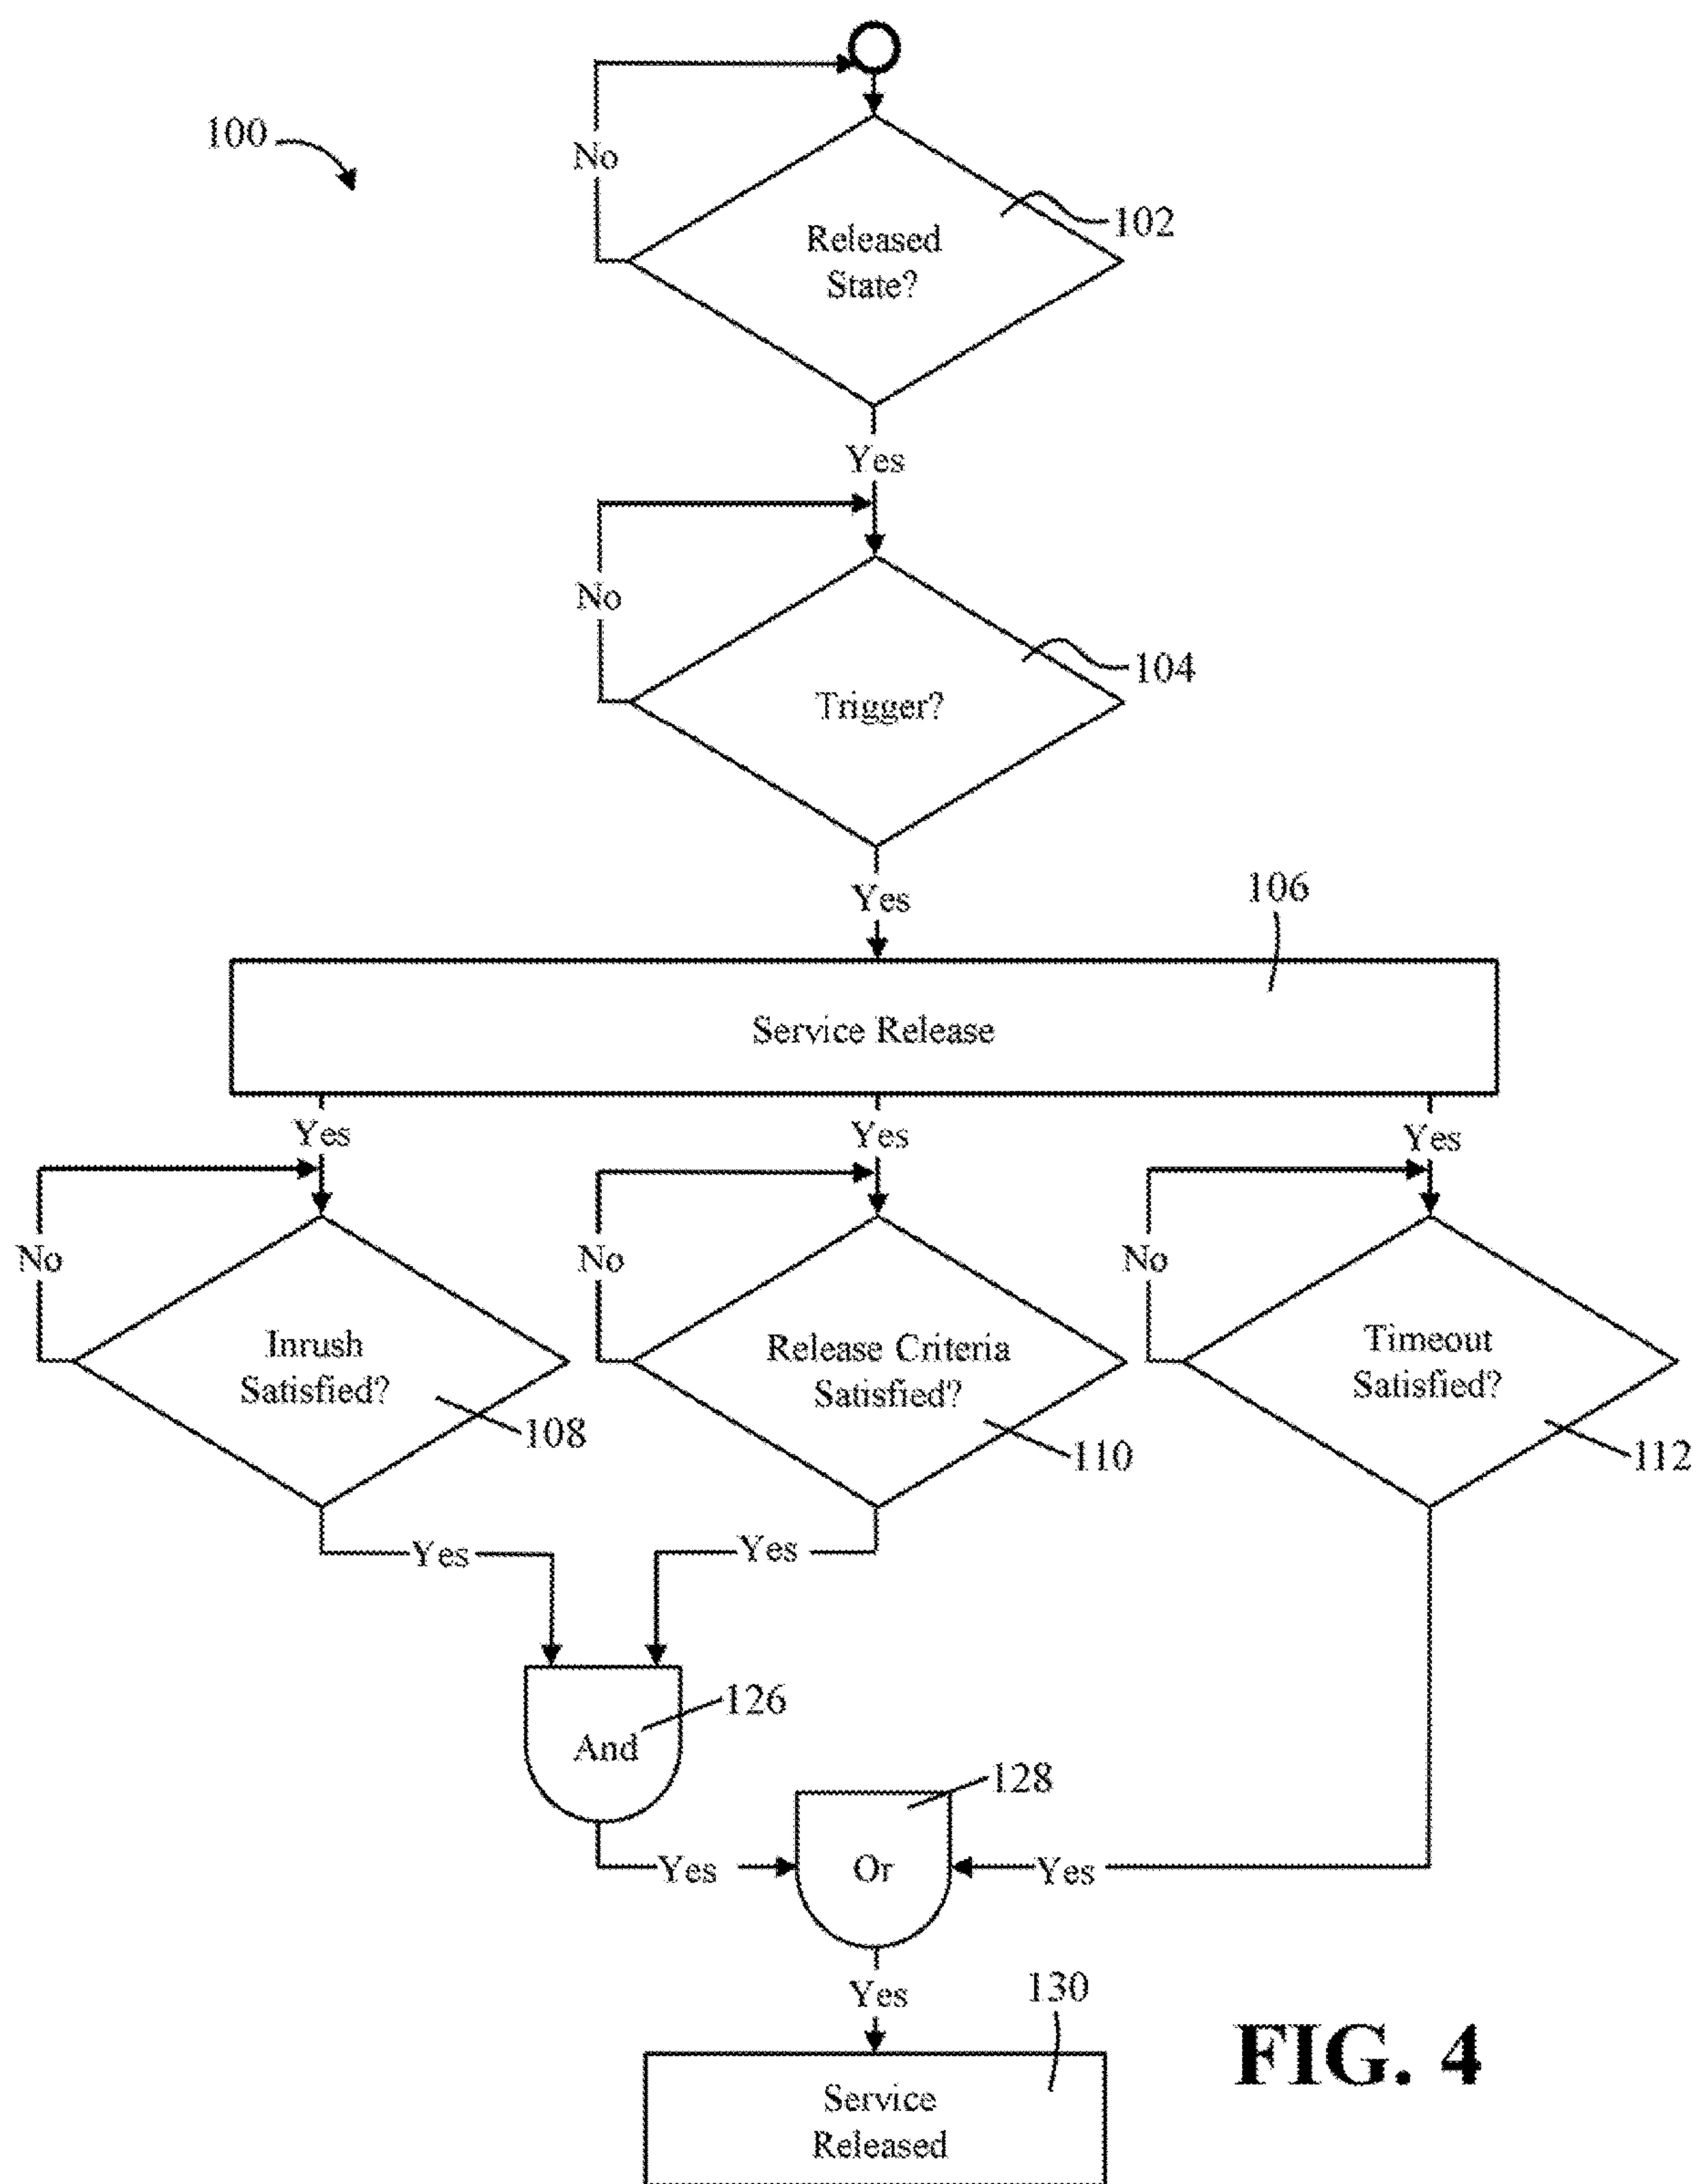 100
No
102
Released
State?
Yes
No
104
Trigger?
Yes
106
Service Release
Yes
Yes
Yes
No
No
No
Inrush
Satisfied?
Release Criteria
Satisfied?
Timeout
Satisfied?
108
110
112
Yes
Yes
126
And
128
Yes
Or
Yes
Yes
130
FIG. 4
Service
Released